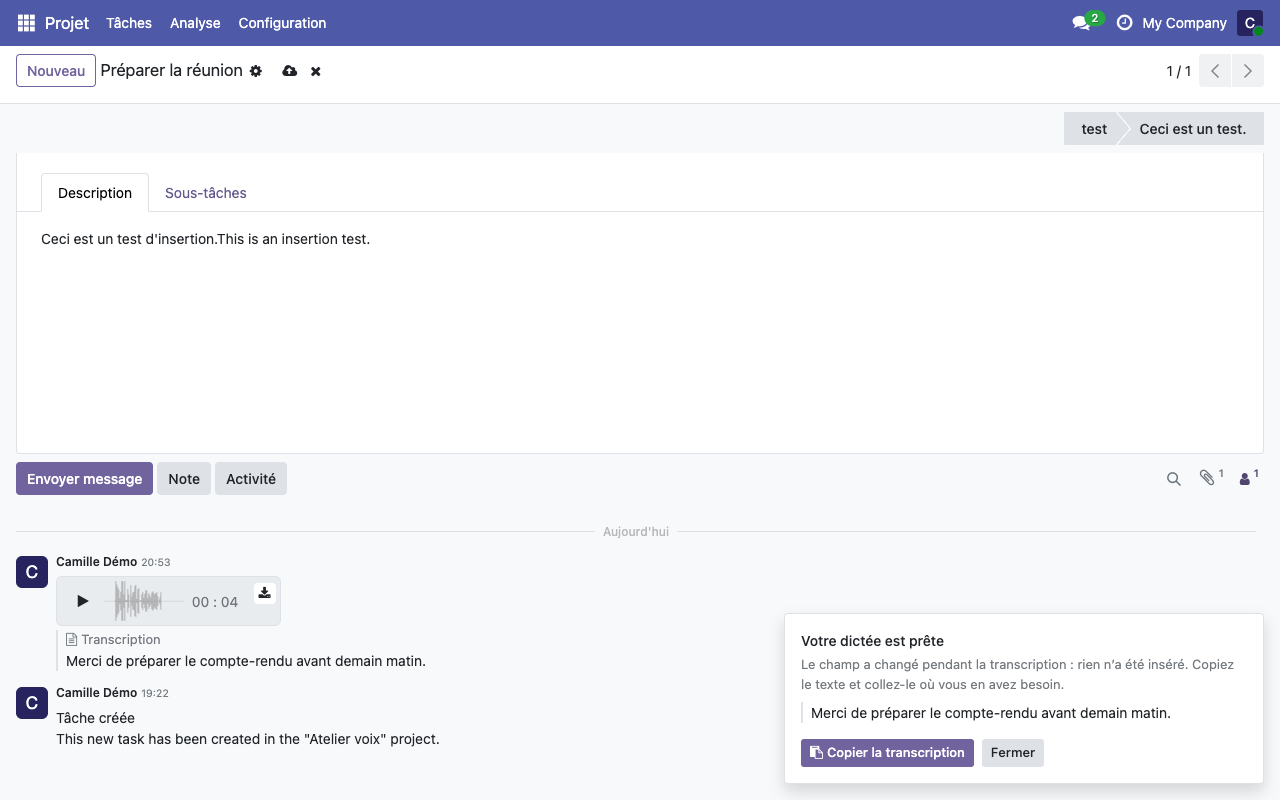 Projet Tâches Analyse Configuration 2 My Company C
Nouveau Préparer la réunion 1 / 1
test Ceci est un test.
Description Sous-tâches
Ceci est un test d'insertion.This is an insertion test.
Envoyer message Note Activité 1 1
Aujourd'hui
C Camille Démo 20:53
00 : 04
Transcription
Merci de préparer le compte-rendu avant demain matin.
C Camille Démo 19:22
Tâche créée
This new task has been created in the "Atelier voix" project.
Votre dictée est prête
Le champ a changé pendant la transcription : rien n’a été inséré. Copiez
le texte et collez-le où vous en avez besoin.
Merci de préparer le compte-rendu avant demain matin.
Copier la transcription Fermer